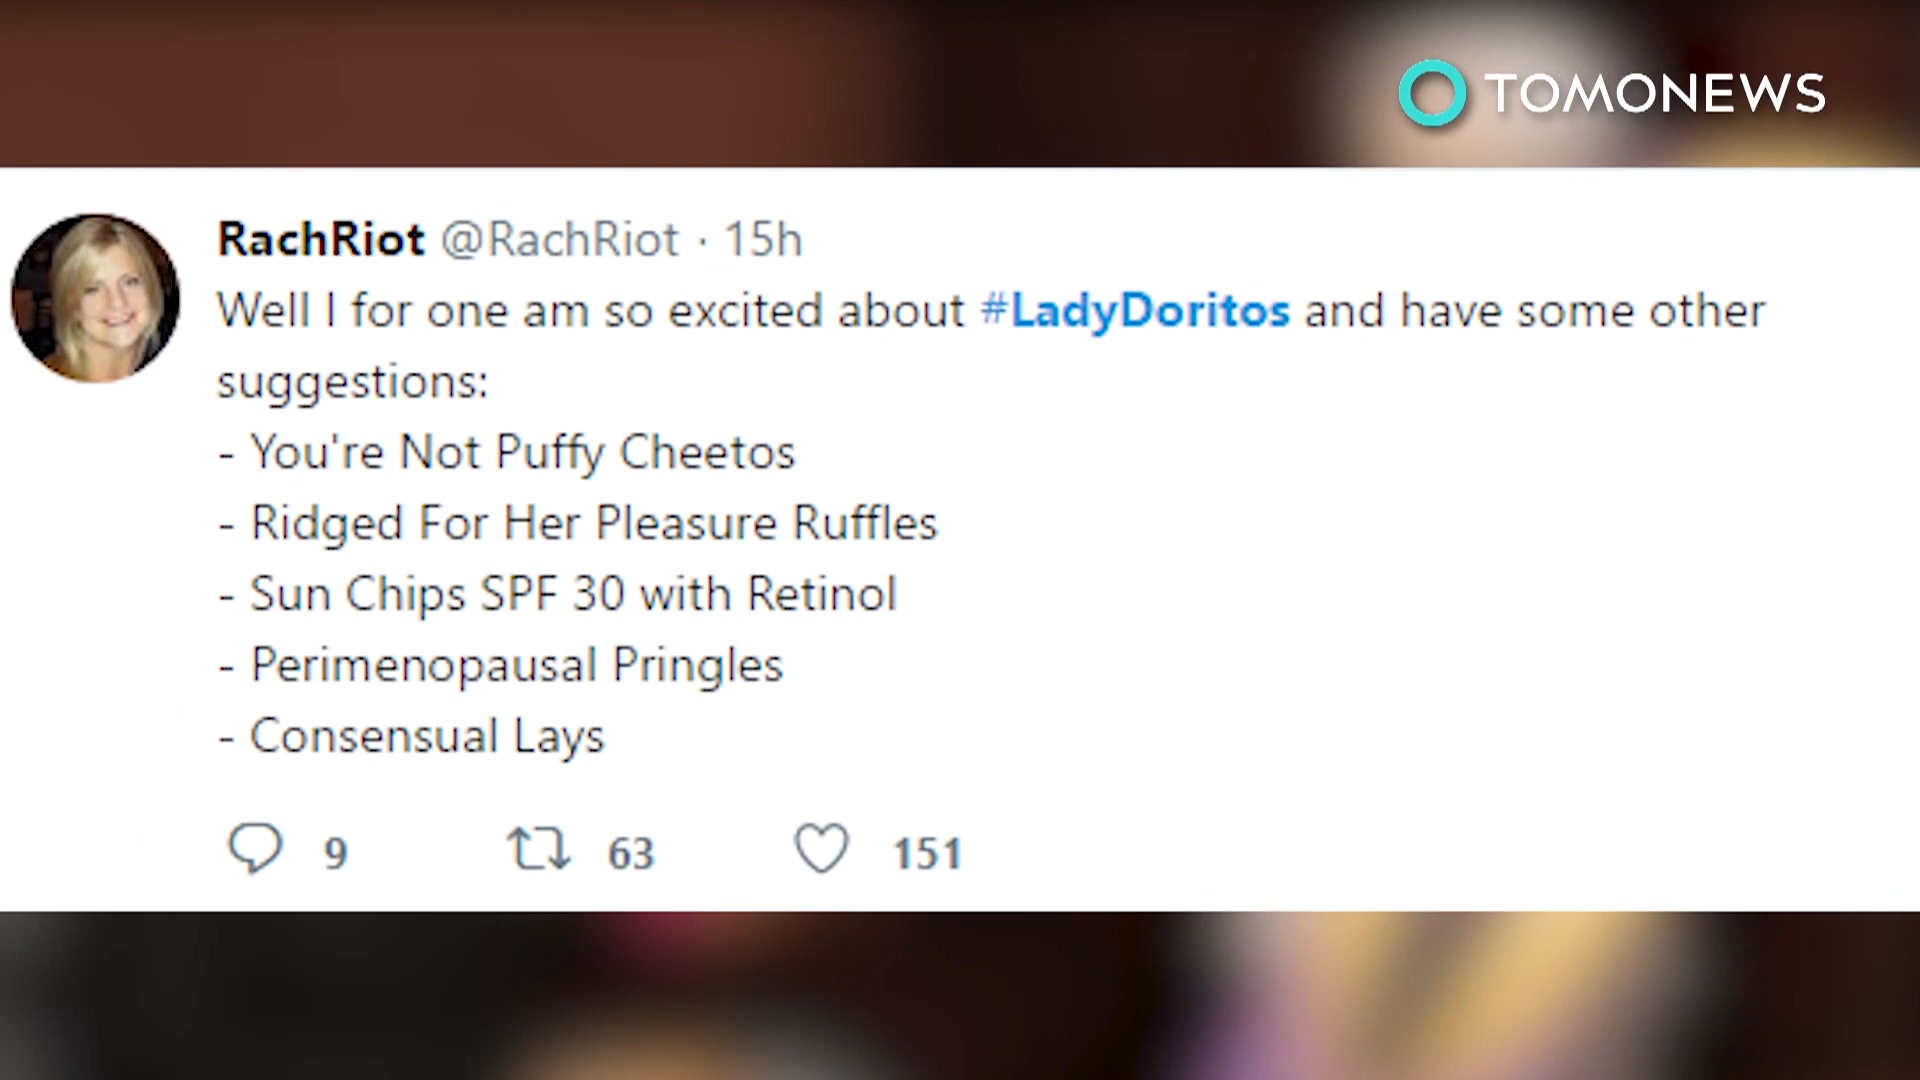 TOMONEWS
RachRiot @RachRiot · 15h
Well I for one am so excited about #LadyDoritos and have some other
suggestions:
- You're Not Puffy Cheetos
- Ridged For Her Pleasure Ruffles
- Sun Chips SPF 30 with Retinol
- Perimenopausal Pringles
- Consensual Lays
9 63 151